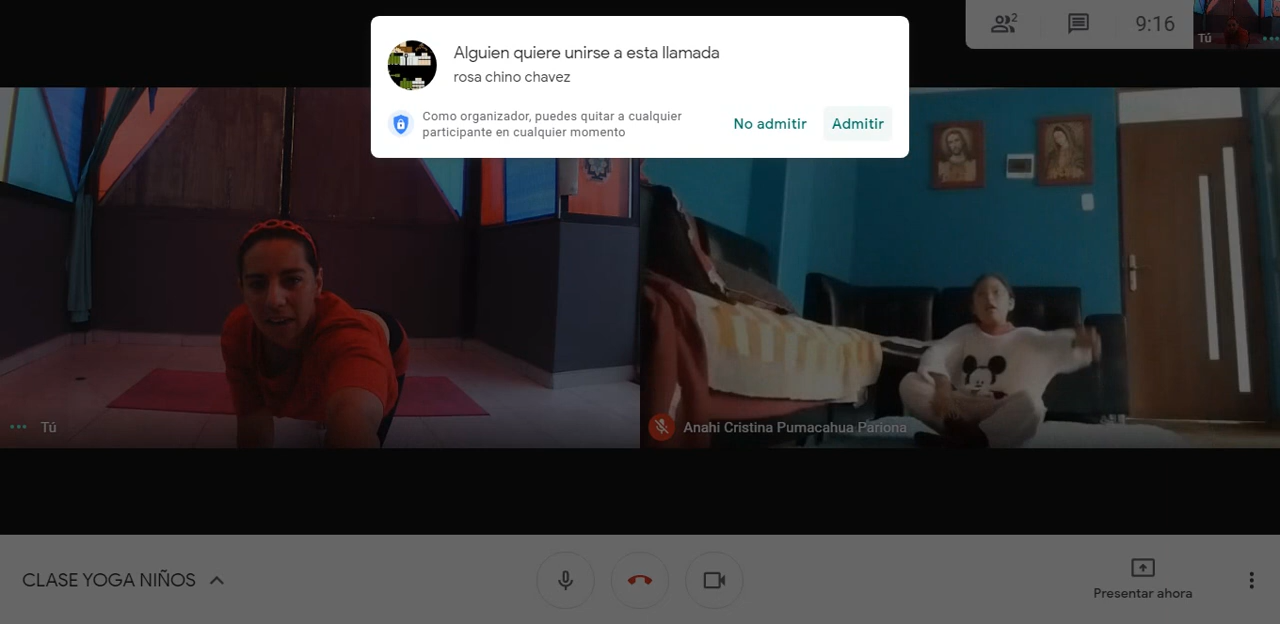 Alguien quiere unirse a esta llamada
rosa chino chavez
Como organizador, puedes quitar a cualquier
participante en cualquier momento
No admitir
Admitir
2
9:16
Tú
Tú
Anahi Cristina Pumacahua Pariona
CLASE YOGA NIÑOS
Presentar ahora